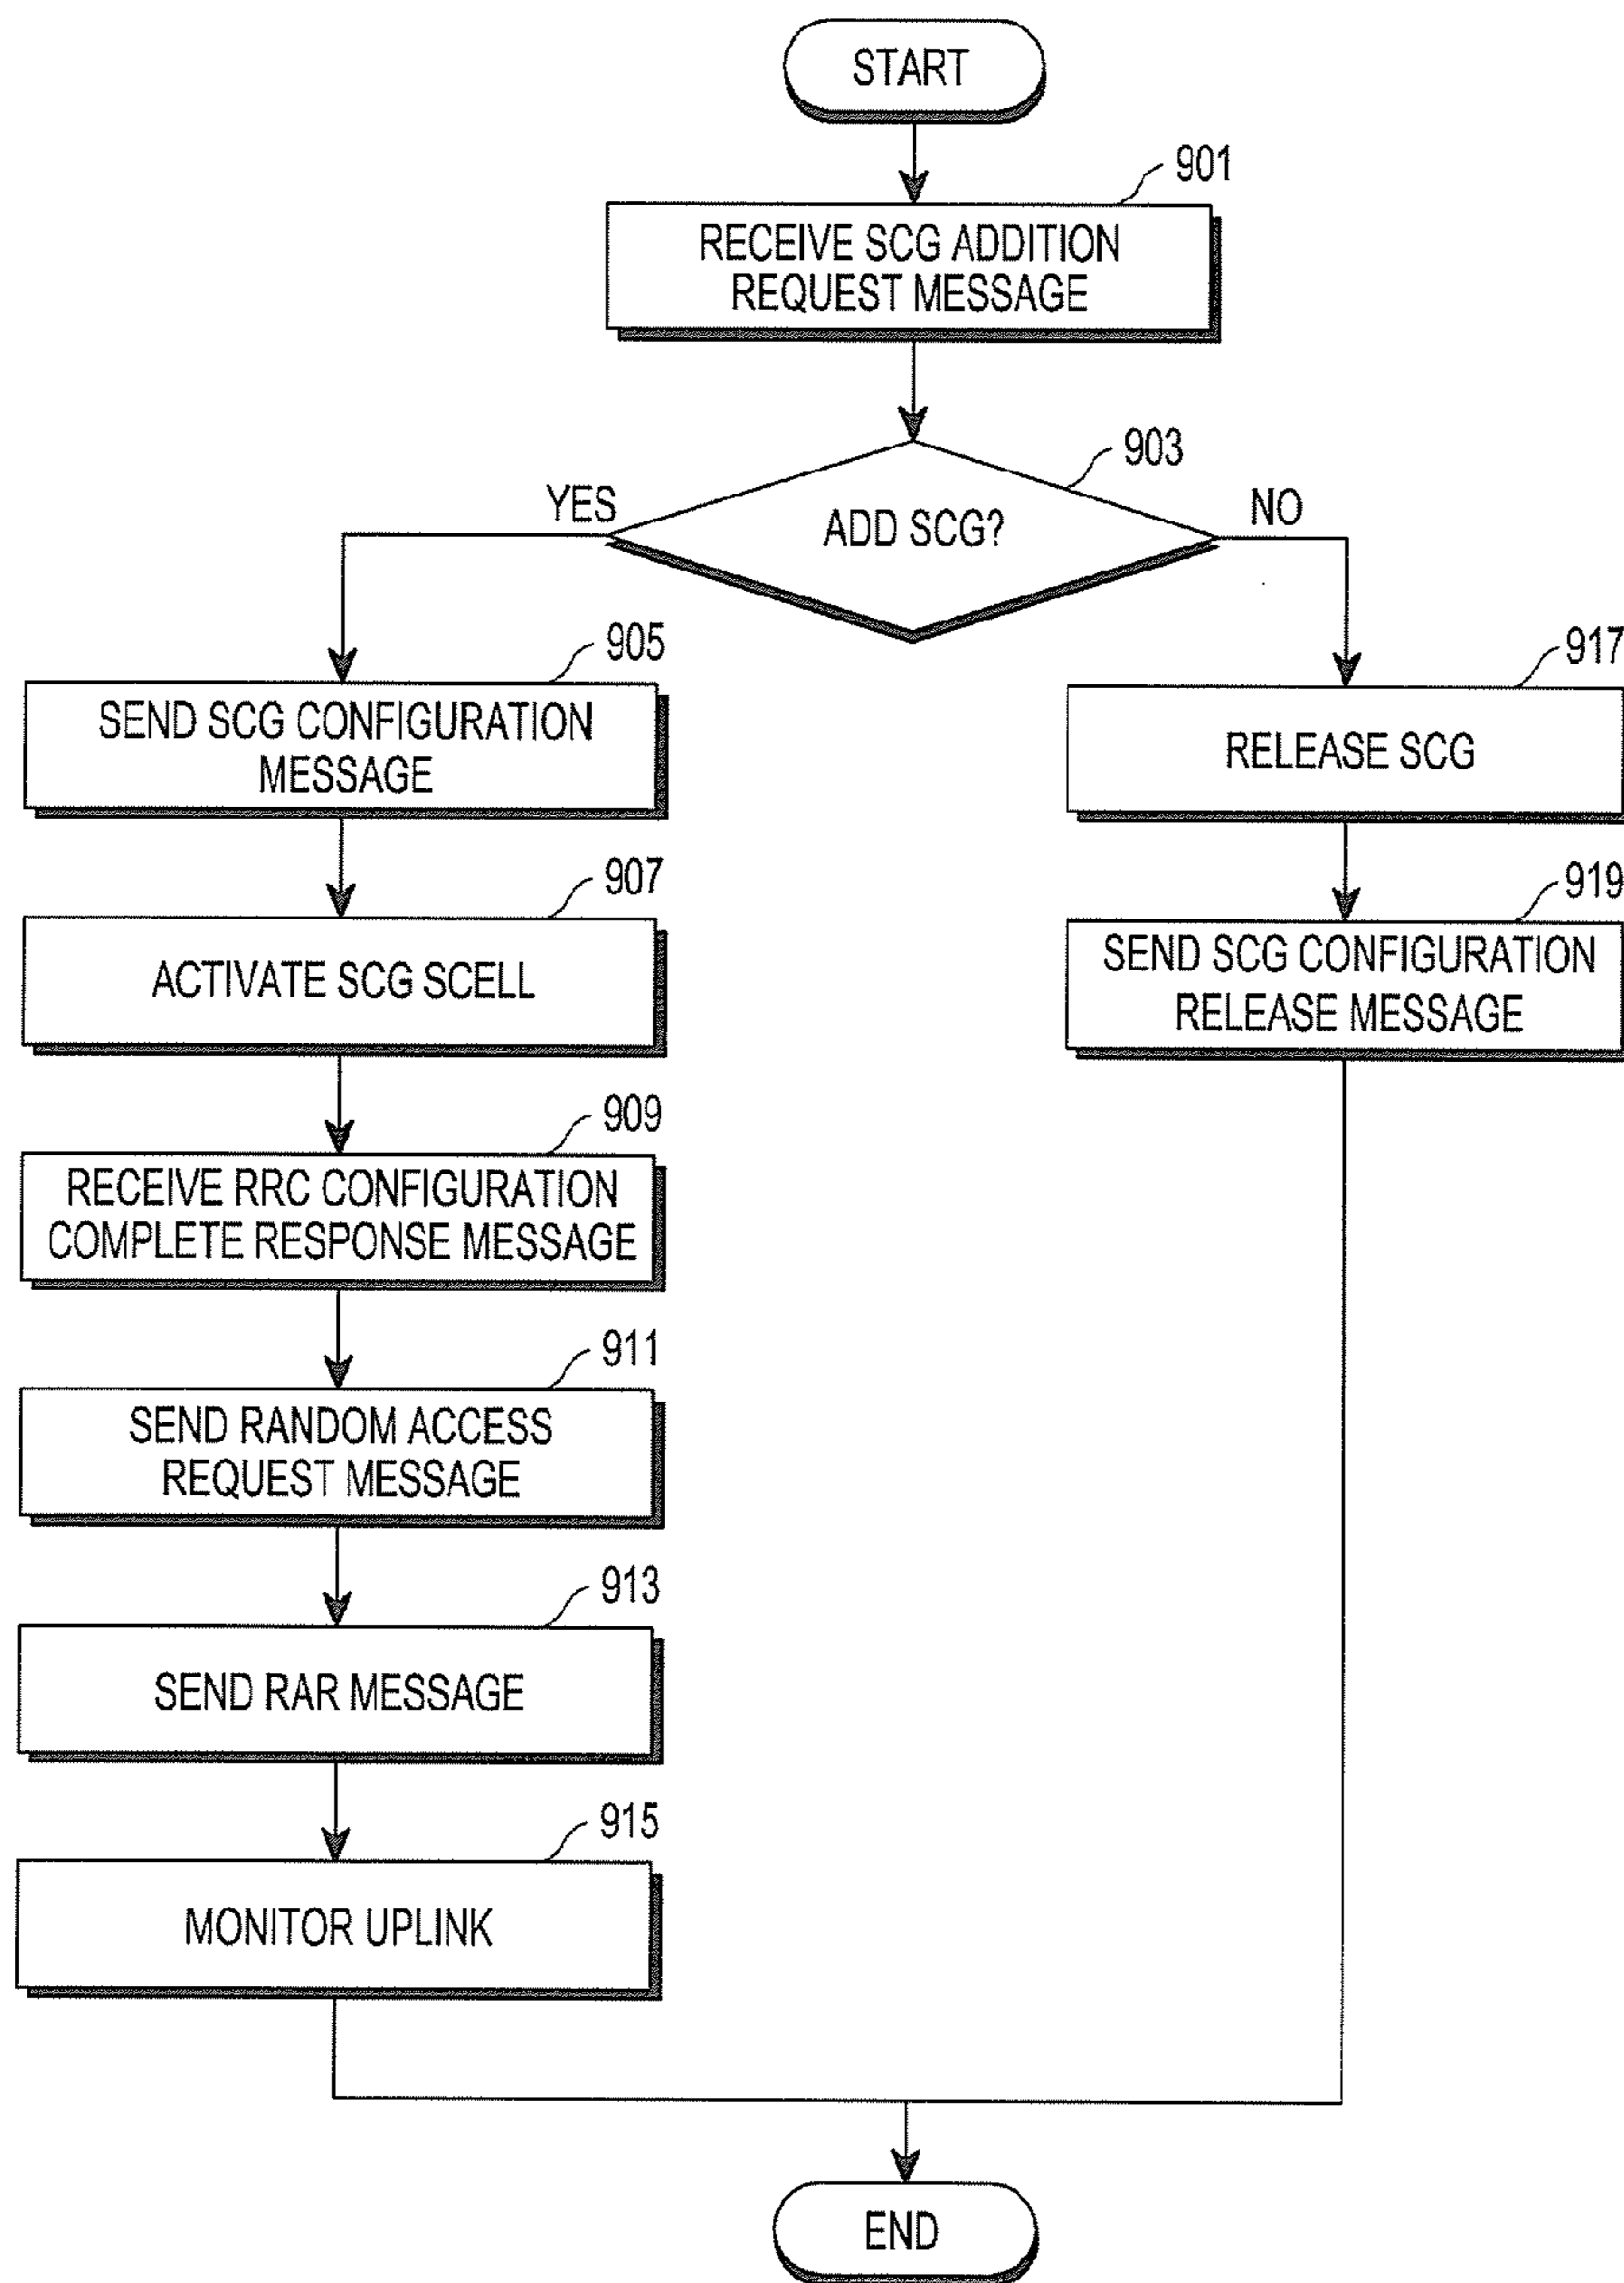 START
901
RECEIVE SCG ADDITION
REQUEST MESSAGE
903
YES
ADD SCG?
NO
905
SEND SCG CONFIGURATION
MESSAGE
917
RELEASE SCG
907
ACTIVATE SCG SCELL
919
SEND SCG CONFIGURATION
RELEASE MESSAGE
909
RECEIVE RRC CONFIGURATION
COMPLETE RESPONSE MESSAGE
911
SEND RANDOM ACCESS
REQUEST MESSAGE
913
SEND RAR MESSAGE
915
MONITOR UPLINK
END